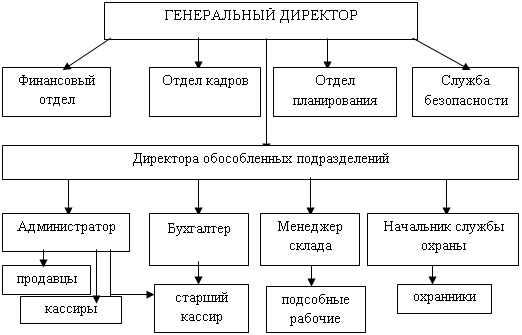 ГЕНЕРАЛЬНЫЙ ДИРЕКТОР
Финансовый
отдел
Отдел кадров
Отдел
планирования
Служба
безопасности
Директора обособленных подразделений
Администратор
Бухгалтер
Менеджер
склада
Начальник службы
охраны
продавцы
кассиры
старший
кассир
подсобные
рабочие
охранники